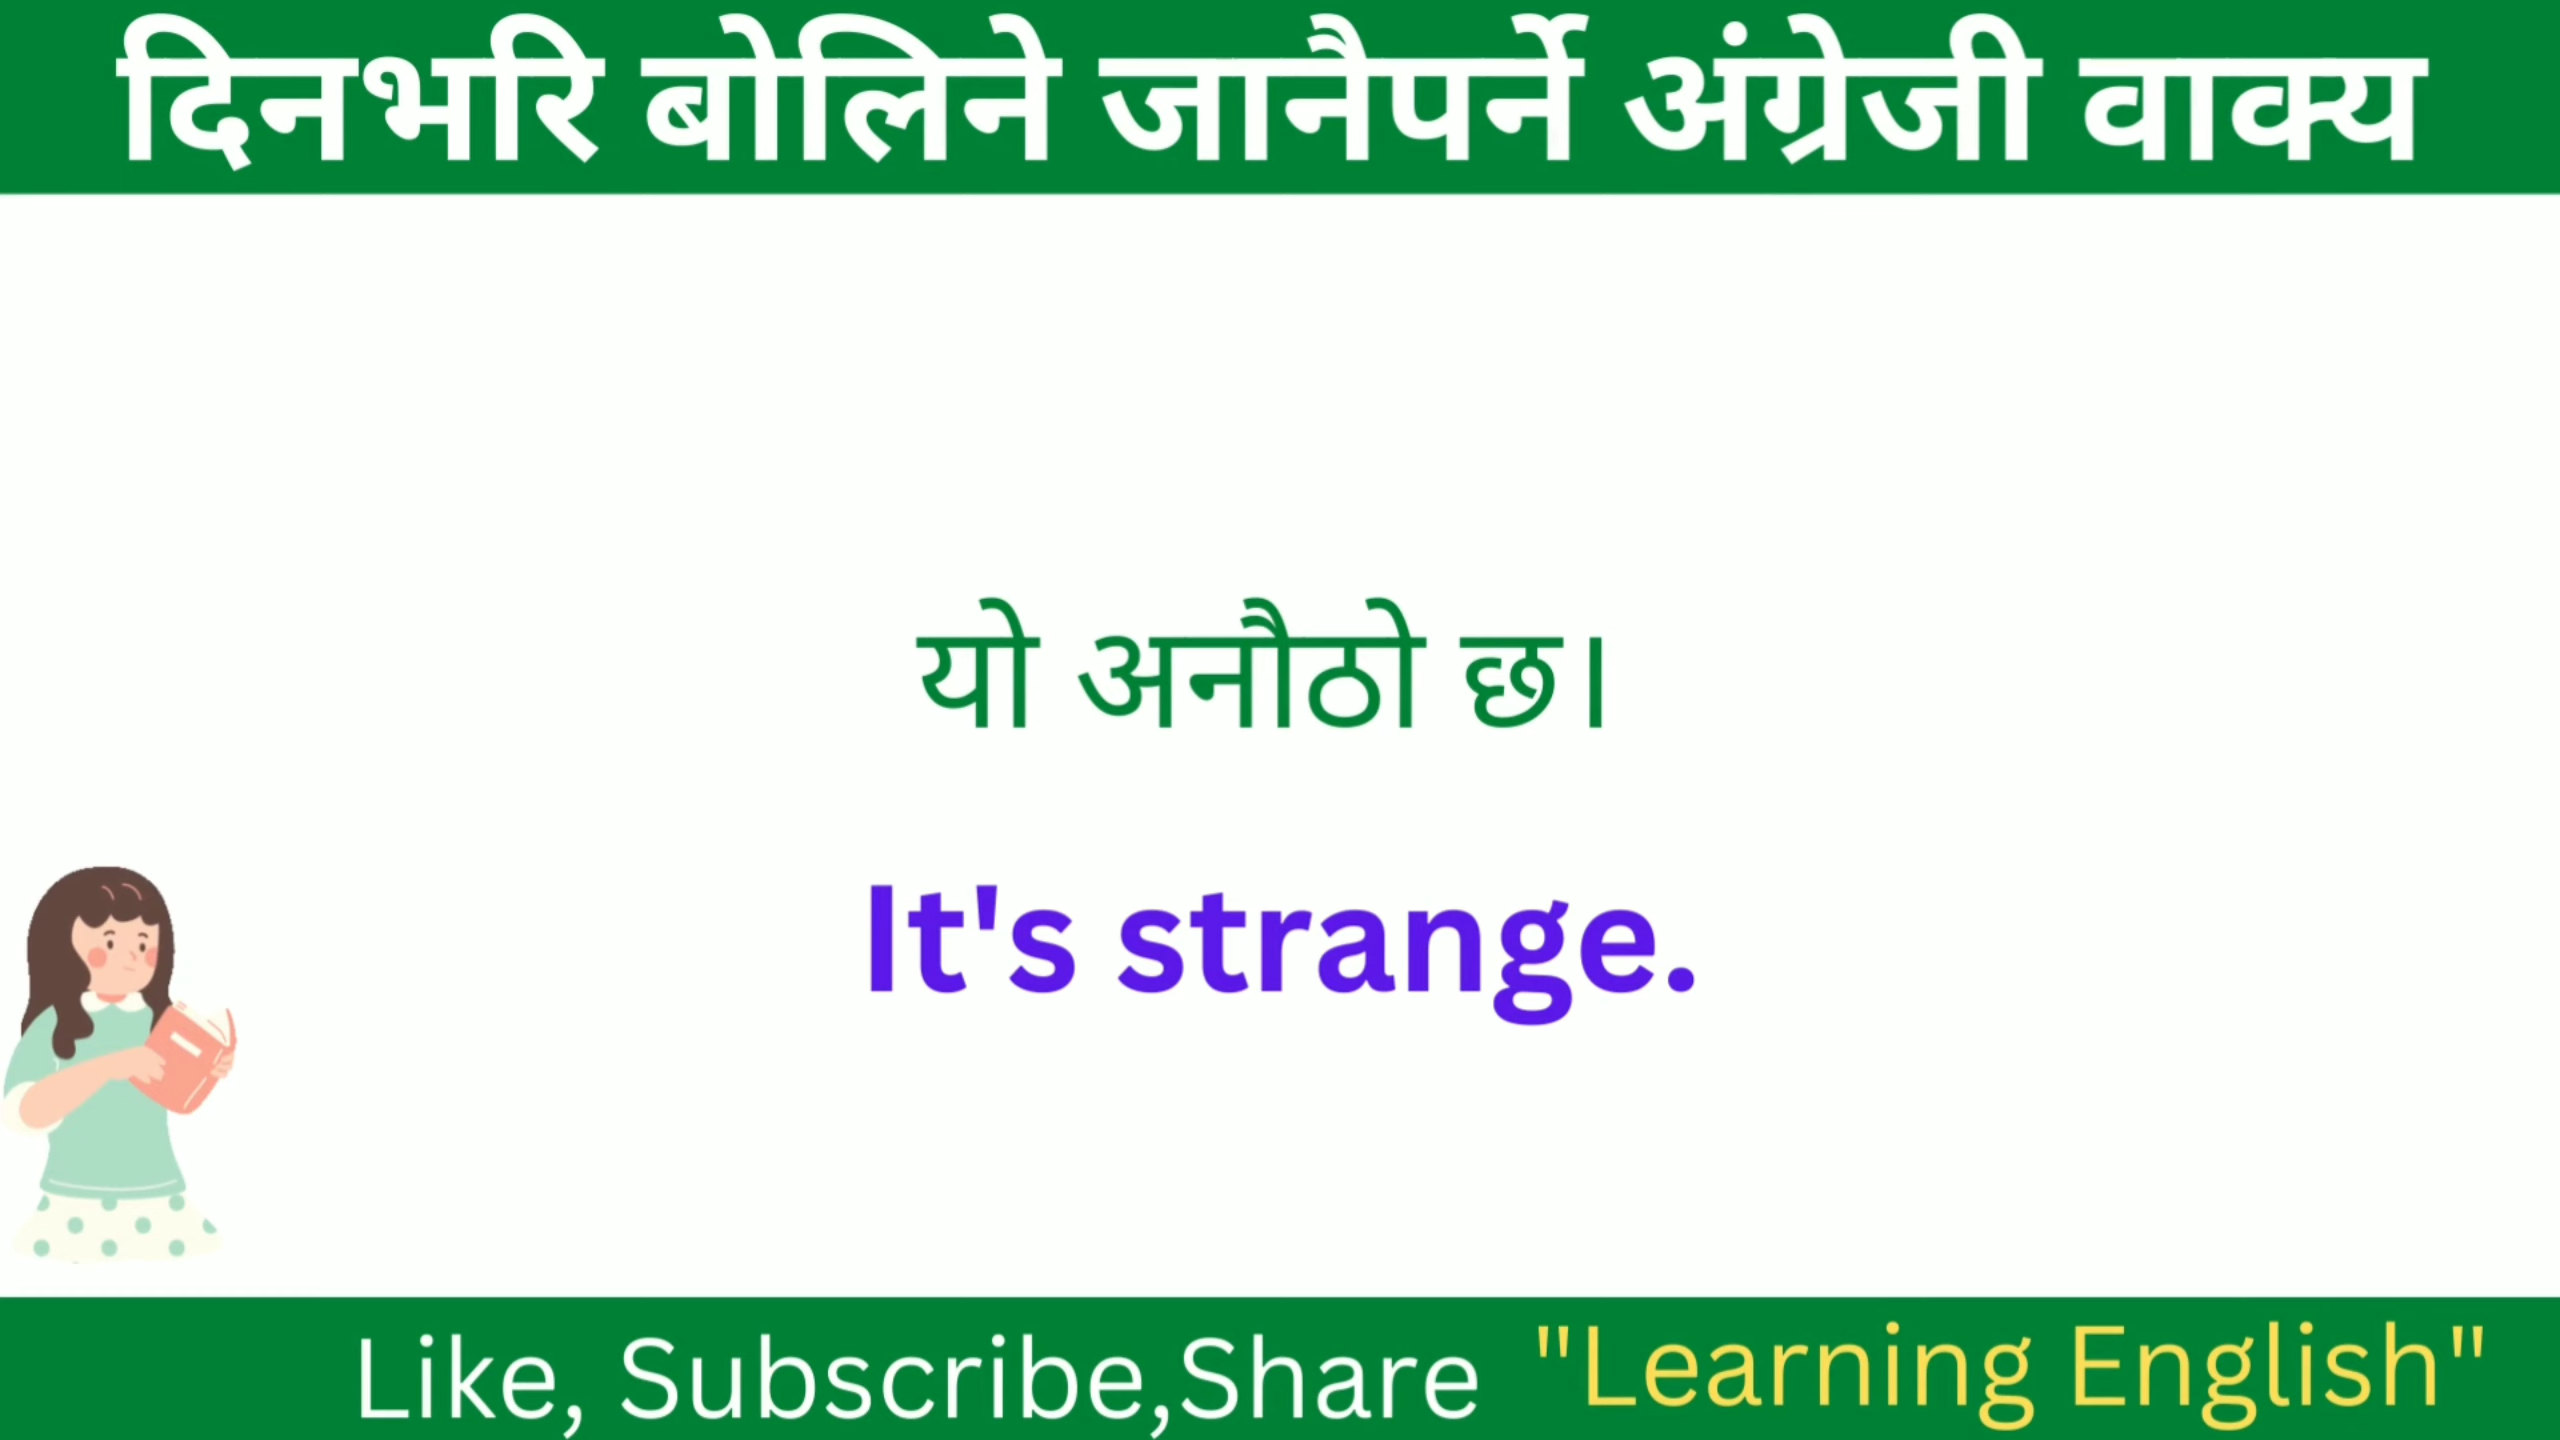 दिनभरि बोलिने जानैपर्ने अंग्रेजी वाक्य
यो अनौठो छ।
It's strange.
Like, Subscribe,Share "Learning English"